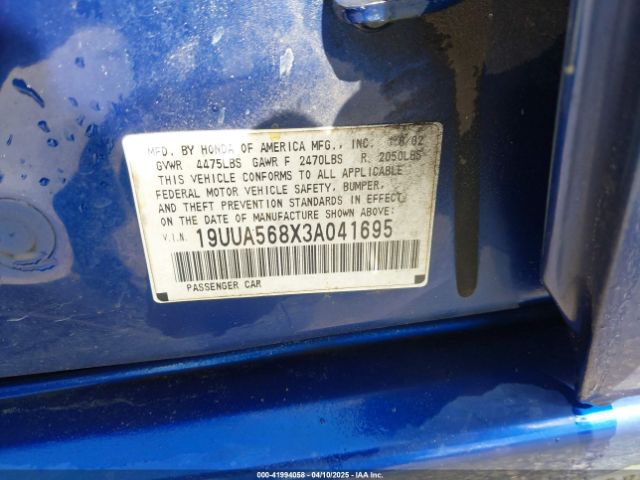 MFD. BY HONDA OF AMERICA MFG., INC. /02
GVWR 4475LBS GAWR F 2470LBS R 2050LBS
THIS VEHICLE CONFORMS TO ALL APPLICABLE
FEDERAL MOTOR VEHICLE SAFETY, BUMPER,
AND THEFT PREVENTION STANDARDS IN EFFECT
ON THE DATE OF MANUFACTURE SHOWN ABOVE:
V.I.N. 19UUA568X3A041695
PASSENGER CAR
000-41994058 - 04/10/2025 - © IAA Inc.